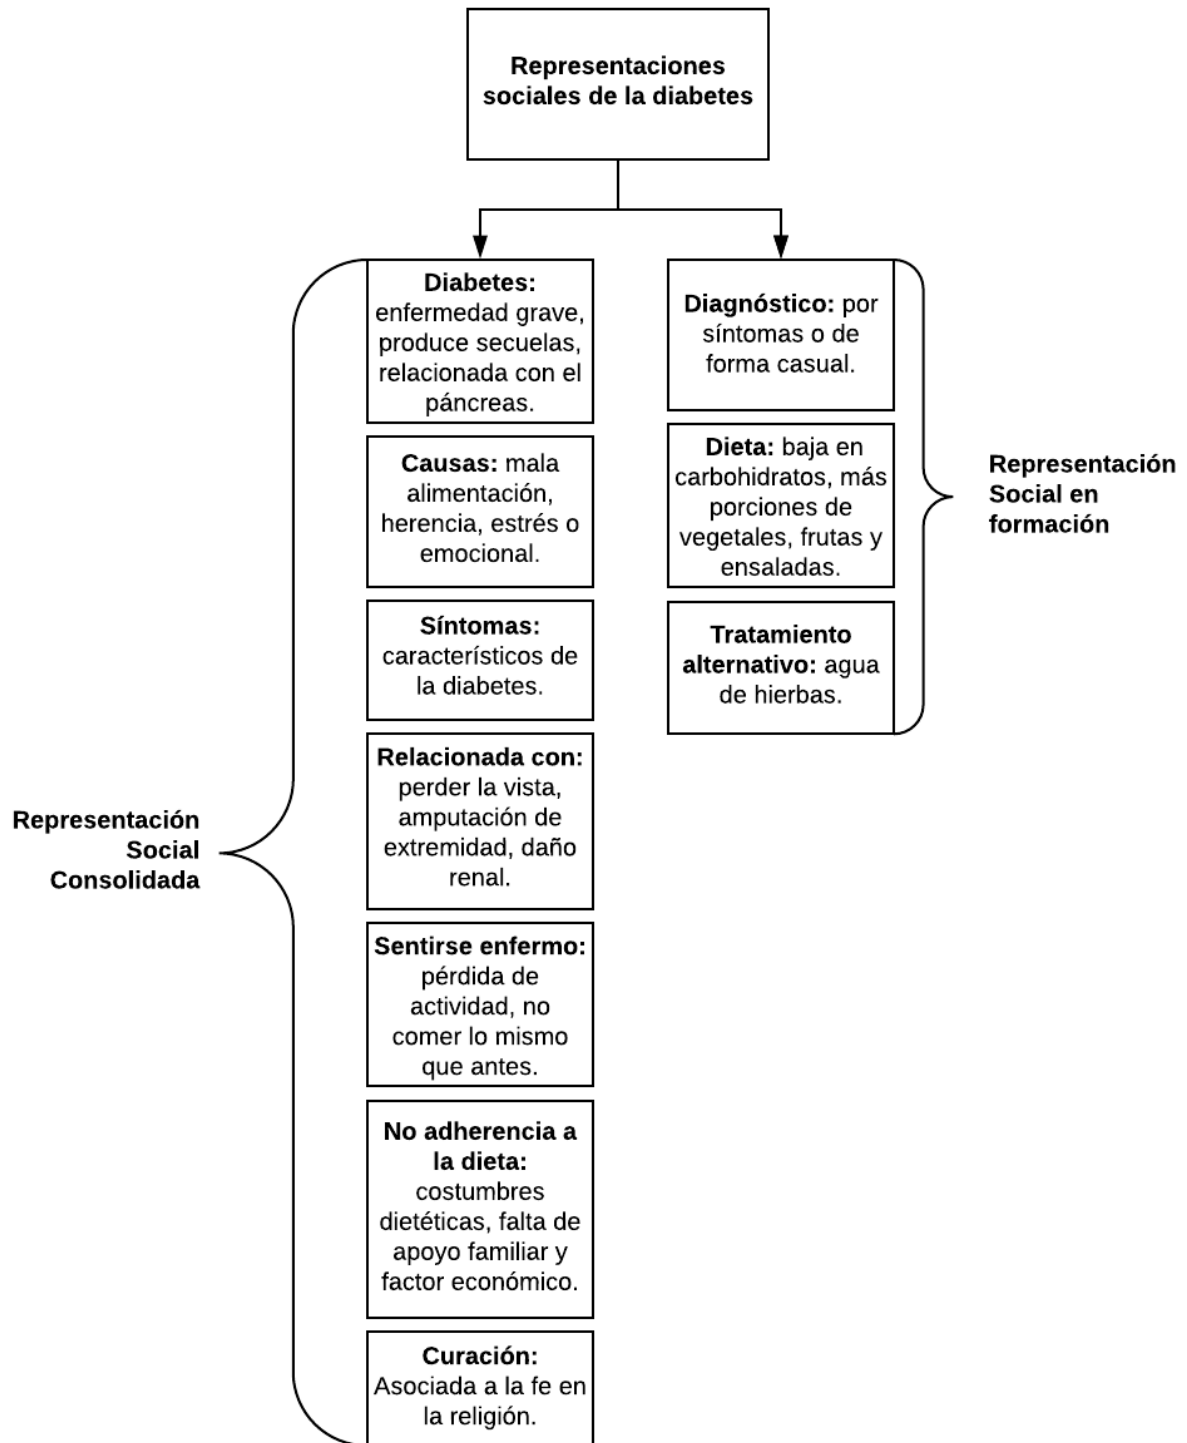 Representaciones
sociales de la diabetes
Diabetes:
enfermedad grave,
produce secuelas,
relacionada con el
páncreas.
Causas: mala
alimentación,
herencia, estrés o
emocional.
Síntomas:
característicos de
la diabetes.
Relacionada con:
perder la vista,
amputación de
extremidad, daño
renal.
Sentirse enfermo:
pérdida de
actividad, no
comer lo mismo
que antes.
No adherencia a
la dieta:
costumbres
dietéticas, falta de
apoyo familiar y
factor económico.
Curación:
Asociada a la fe en
la religión.
Representación
Social
Consolidada
Diagnóstico: por
síntomas o de
forma casual.
Dieta: baja en
carbohidratos, más
porciones de
vegetales, frutas y
ensaladas.
Tratamiento
alternativo: agua
de hierbas.
Representación
Social en
formación